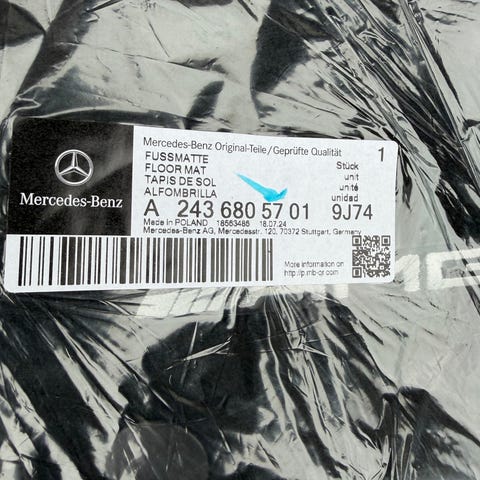 Mercedes-Benz Original-Teile/Geprüfte Qualität 1
FUSSMATTE Stück
FLOOR MAT unit
TAPIS DE SOL unité
ALFOMBRILLA unidad
A 243 680 57 01 9J74
Made in POLAND 18563486 18.07.24
Mercedes-Benz AG, Mercedesstr. 120, 70372 Stuttgart, Germany
Mercedes-Benz
More information on
http://p.mb-qr.com